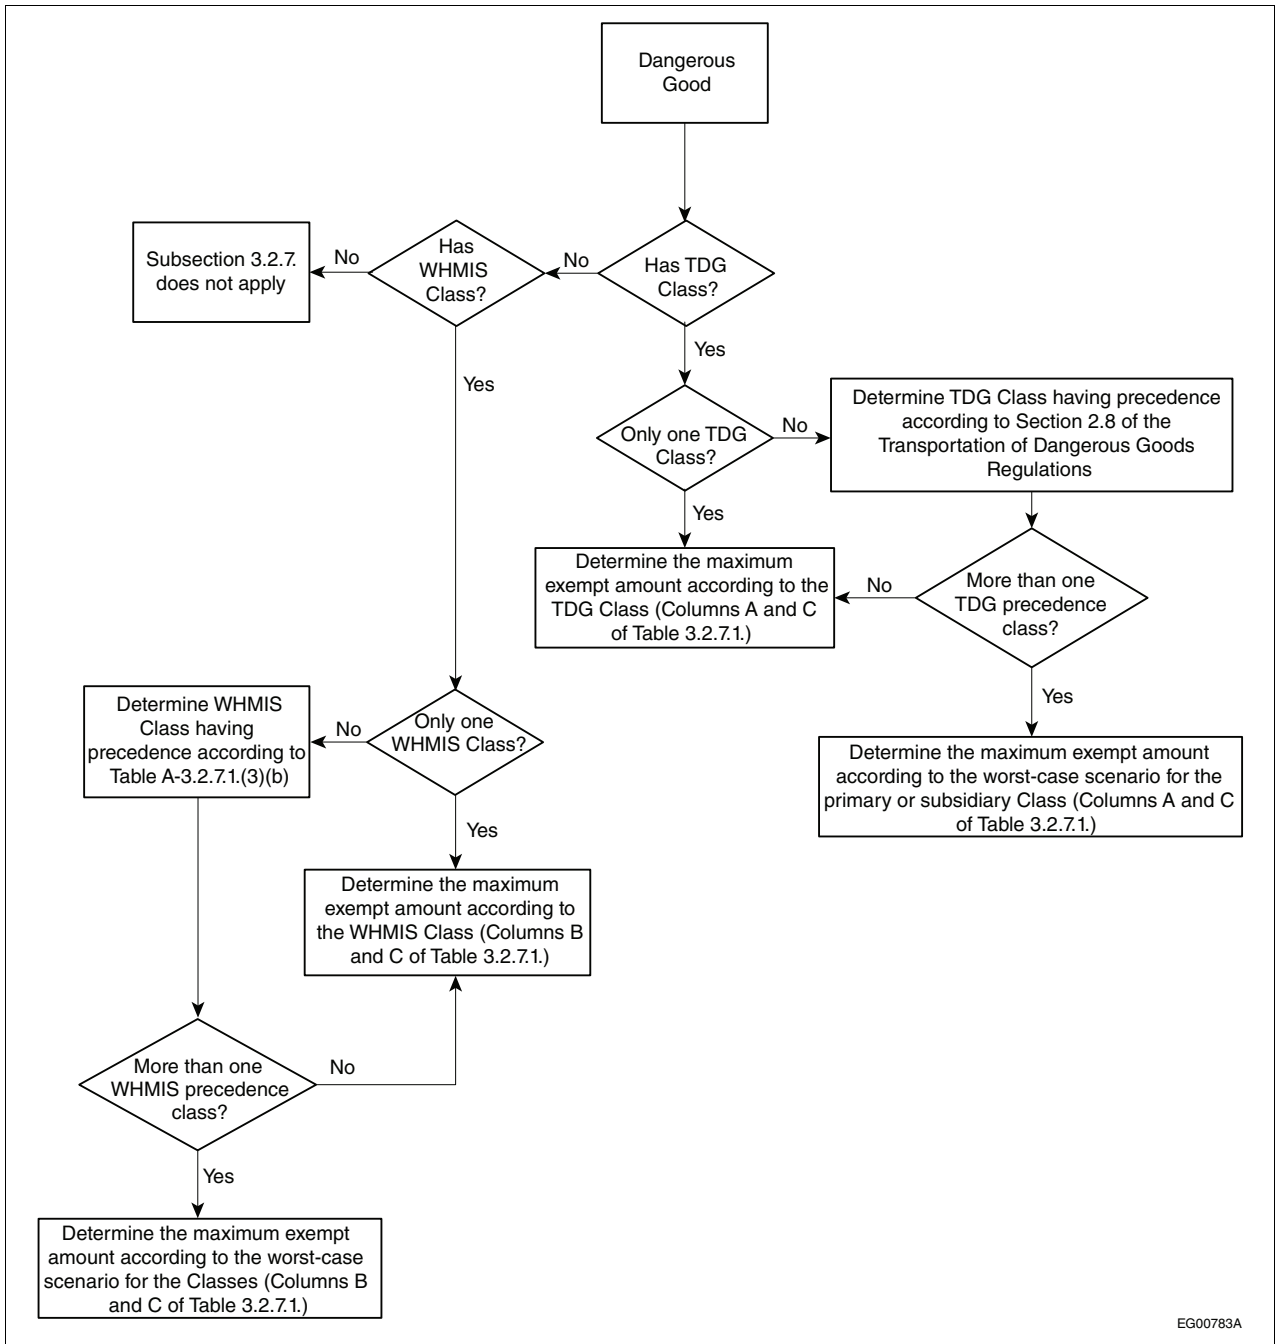 Dangerous
Good
Has TDG
Class?
No
Has
WHMIS
Class?
No
Subsection 3.2.7.
does not apply
Yes
Yes
Only one TDG
Class?
No
Determine TDG Class having precedence
according to Section 2.8 of the
Transportation of Dangerous Goods
Regulations
Yes
Determine the maximum
exempt amount according to the
TDG Class (Columns A and C
of Table 3.2.7.1.)
No
More than one
TDG precedence
class?
Yes
Determine the maximum exempt amount
according to the worst-case scenario for the
primary or subsidiary Class (Columns A and C
of Table 3.2.7.1.)
Only one
WHMIS Class?
No
Determine WHMIS
Class having
precedence according to
Table A-3.2.7.1.(3)(b)
Yes
Determine the maximum
exempt amount according to
the WHMIS Class (Columns B
and C of Table 3.2.7.1.)
More than one
WHMIS precedence
class?
No
Yes
Determine the maximum exempt
amount according to the worst-case
scenario for the Classes (Columns B
and C of Table 3.2.7.1.)
EG00783A